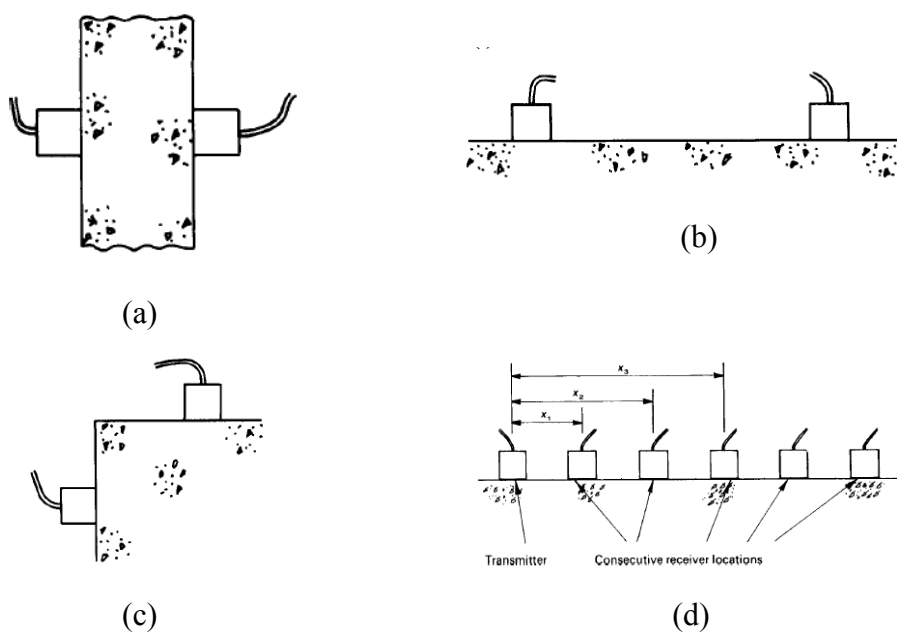 (a)
(b)
x₃
x₂
x₁
Transmitter
Consecutive receiver locations
(c)
(d)